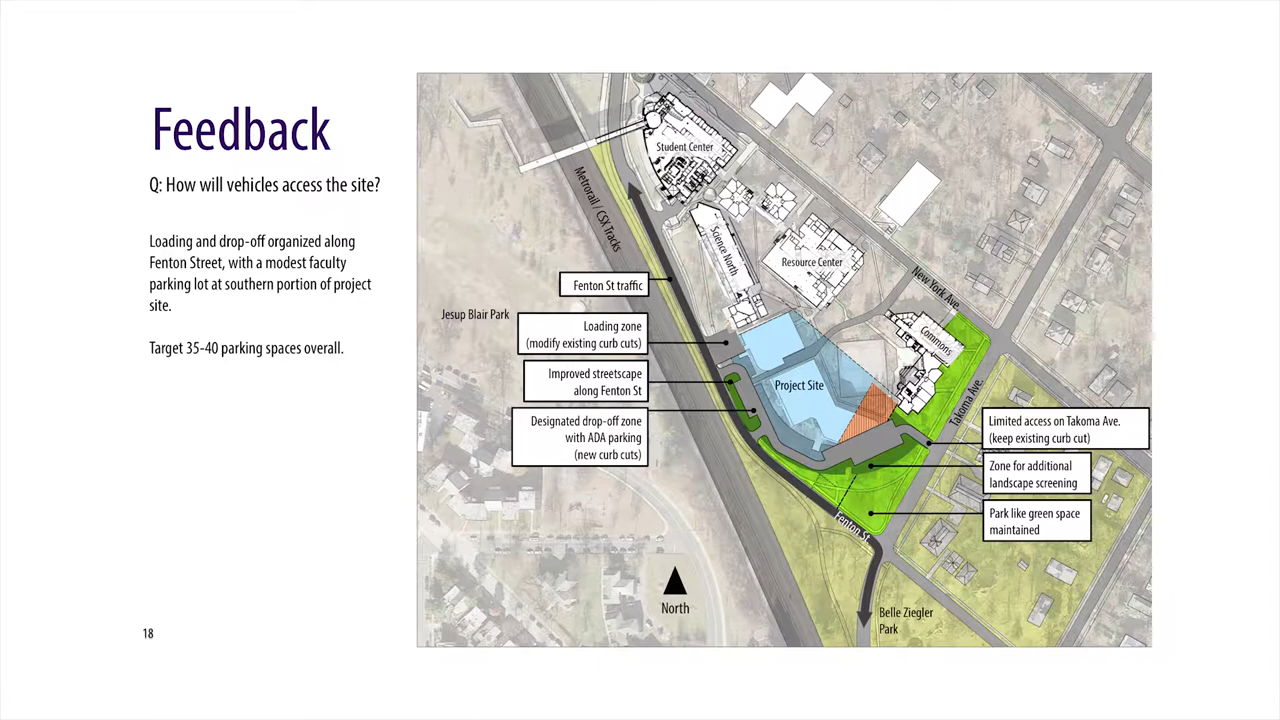 Feedback
Q: How will vehicles access the site?
Loading and drop-off organized along
Fenton Street, with a modest faculty
parking lot at southern portion of project
site.
Target 35-40 parking spaces overall.
18
Student Center
Metrorail / CSX Tracks
Science North
Resource Center
New York Ave.
Fenton St traffic
Jesup Blair Park
Loading zone
(modify existing curb cuts)
Commons
Improved streetscape
along Fenton St
Project Site
Takoma Ave.
Designated drop-off zone
with ADA parking
(new curb cuts)
Limited access on Takoma Ave.
(keep existing curb cut)
Zone for additional
landscape screening
Park like green space
maintained
Fenton St.
North
Belle Ziegler
Park